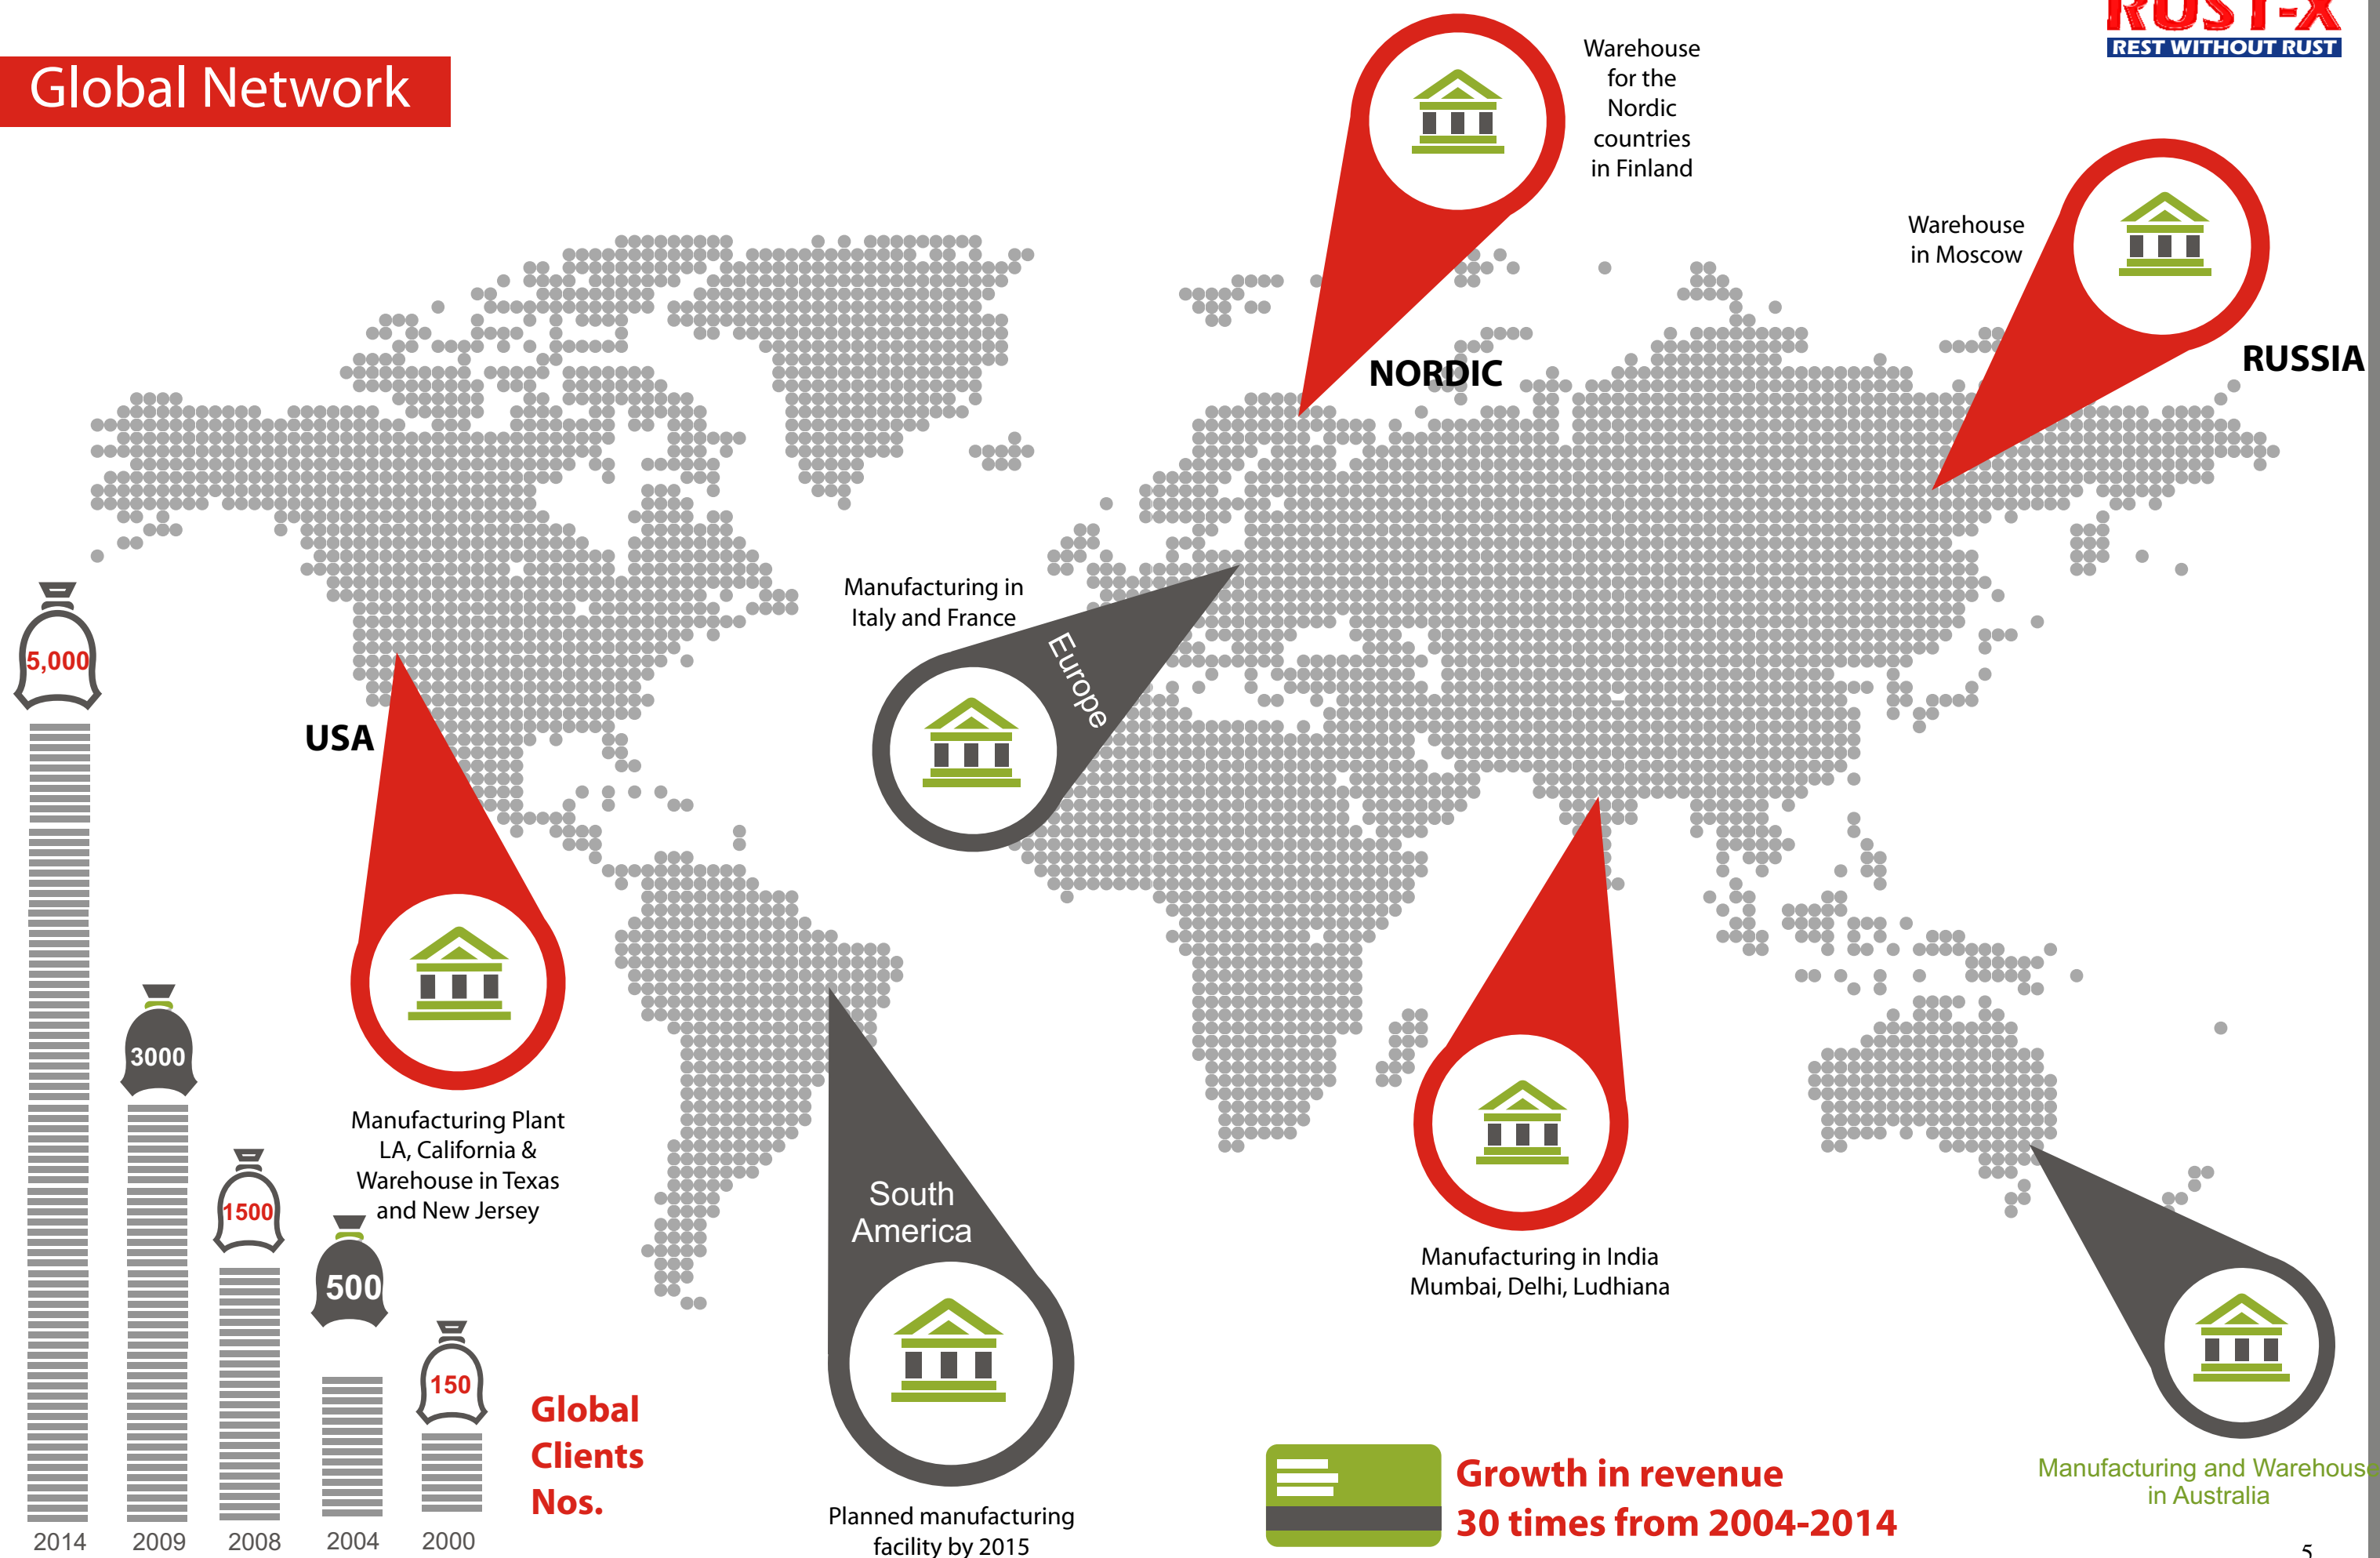 RUST-X
REST WITHOUT RUST
Global Network
Warehouse
for the
Nordic
countries
in Finland
Warehouse
in Moscow
NORDIC
RUSSIA
Manufacturing in
Italy and France
Europe
USA
5,000
3000
1500
500
150
Manufacturing Plant
LA, California &
Warehouse in Texas
and New Jersey
South
America
Manufacturing in India
Mumbai, Delhi, Ludhiana
Global
Clients
Nos.
2014
2009
2008
2004
2000
Planned manufacturing
facility by 2015
Growth in revenue
30 times from 2004-2014
Manufacturing and Warehouse
in Australia
5